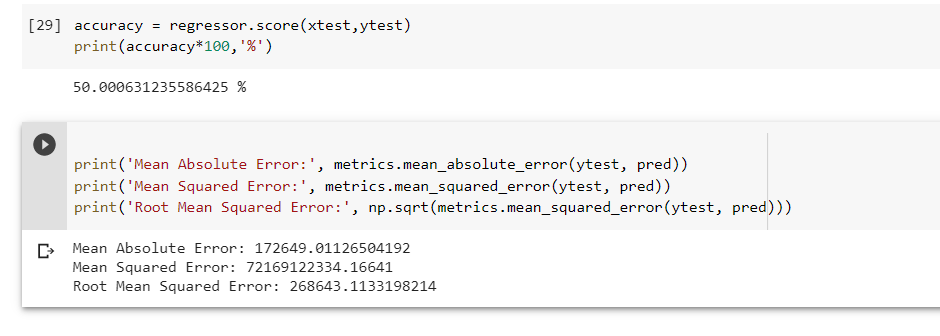 [29] accuracy = regressor.score(xtest,ytest)
print(accuracy*100,'%')
50.000631235586425 %
print('Mean Absolute Error:', metrics.mean_absolute_error(ytest, pred))
print('Mean Squared Error:', metrics.mean_squared_error(ytest, pred))
print('Root Mean Squared Error:', np.sqrt(metrics.mean_squared_error(ytest, pred)))
Mean Absolute Error: 172649.01126504192
Mean Squared Error: 72169122334.16641
Root Mean Squared Error: 268643.1133198214